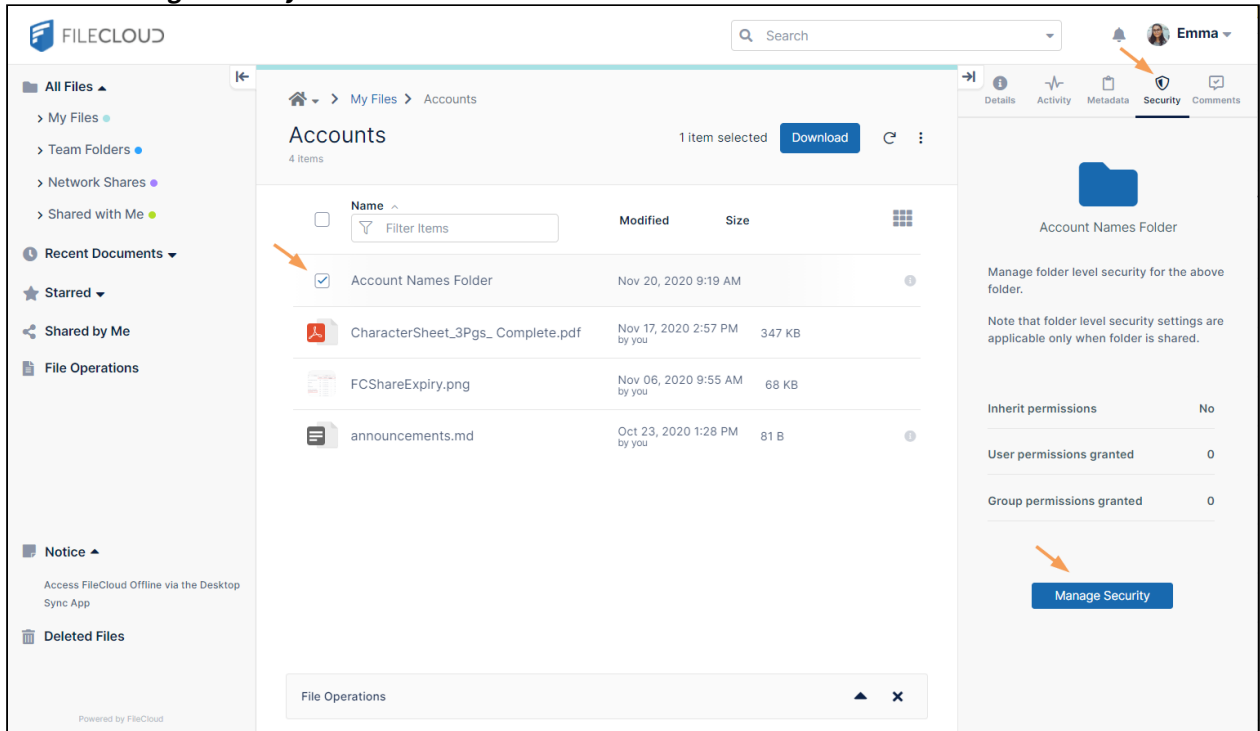 FILECLOUD
Search
Emma
All Files
My Files
Team Folders
Network Shares
Shared with Me
Recent Documents
Starred
Shared by Me
File Operations
Notice
Access FileCloud Offline via the Desktop
Sync App
Deleted Files
Powered by FileCloud
My Files > Accounts
Accounts
4 items
1 item selected
Download
Name
Filter Items
Modified
Size
Account Names Folder
Nov 20, 2020 9:19 AM
CharacterSheet_3Pgs_ Complete.pdf
Nov 17, 2020 2:57 PM
by you
347 KB
FCShareExpiry.png
Nov 06, 2020 9:55 AM
by you
68 KB
announcements.md
Oct 23, 2020 1:28 PM
by you
81 B
File Operations
Details
Activity
Metadata
Security
Comments
Account Names Folder
Manage folder level security for the above
folder.
Note that folder level security settings are
applicable only when folder is shared.
Inherit permissions No
User permissions granted 0
Group permissions granted 0
Manage Security